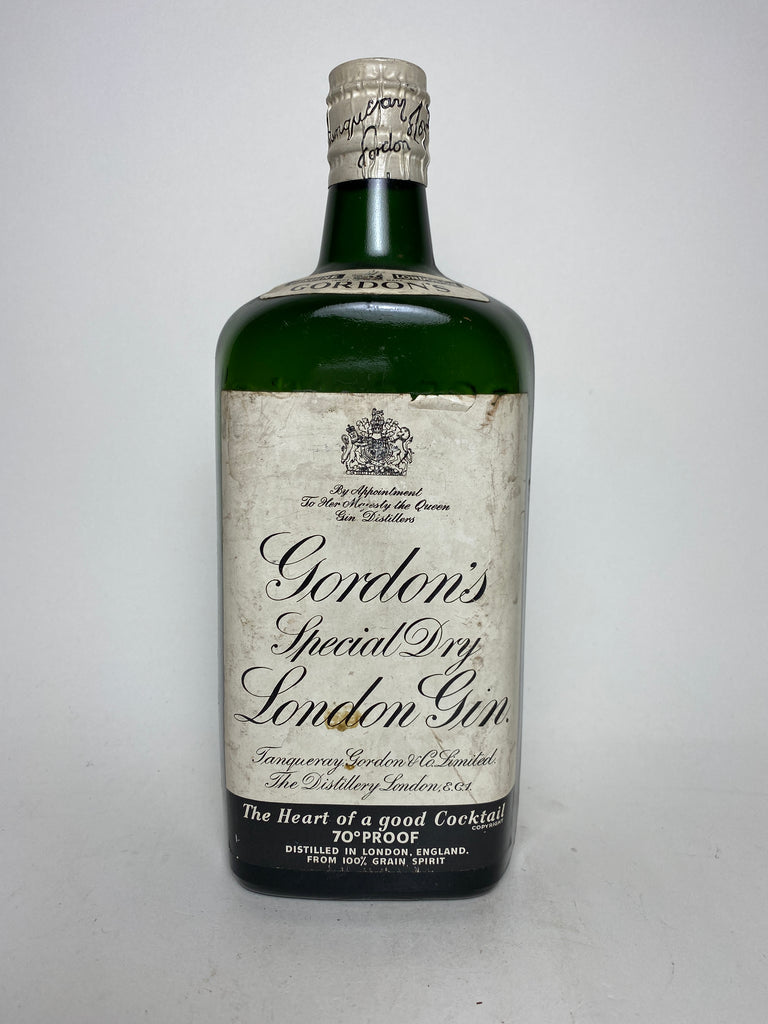 Tanqueray
Gordon
GORDON'S
By Appointment
To Her Majesty the Queen
Gin Distillers
Gordon's
Special Dry
London Gin.
Tanqueray, Gordon & Co. Limited.
The Distillery London, E.C.1.
The Heart of a good Cocktail
COPYRIGHT
70° PROOF
DISTILLED IN LONDON, ENGLAND.
FROM 100% GRAIN SPIRIT